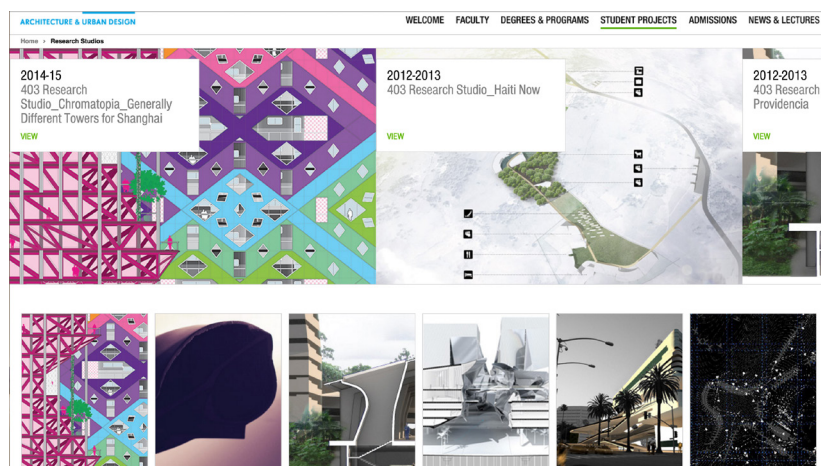 ARCHITECTURE & URBAN DESIGN
WELCOME FACULTY DEGREES & PROGRAMS STUDENT PROJECTS ADMISSIONS NEWS & LECTURES
Home › Research Studios
2014-15
403 Research
Studio_Chromatopia_Generally
Different Towers for Shanghai
VIEW
2012-2013
403 Research Studio_Haiti Now
VIEW
2012-2013
403 Research
Providencia
VIEW